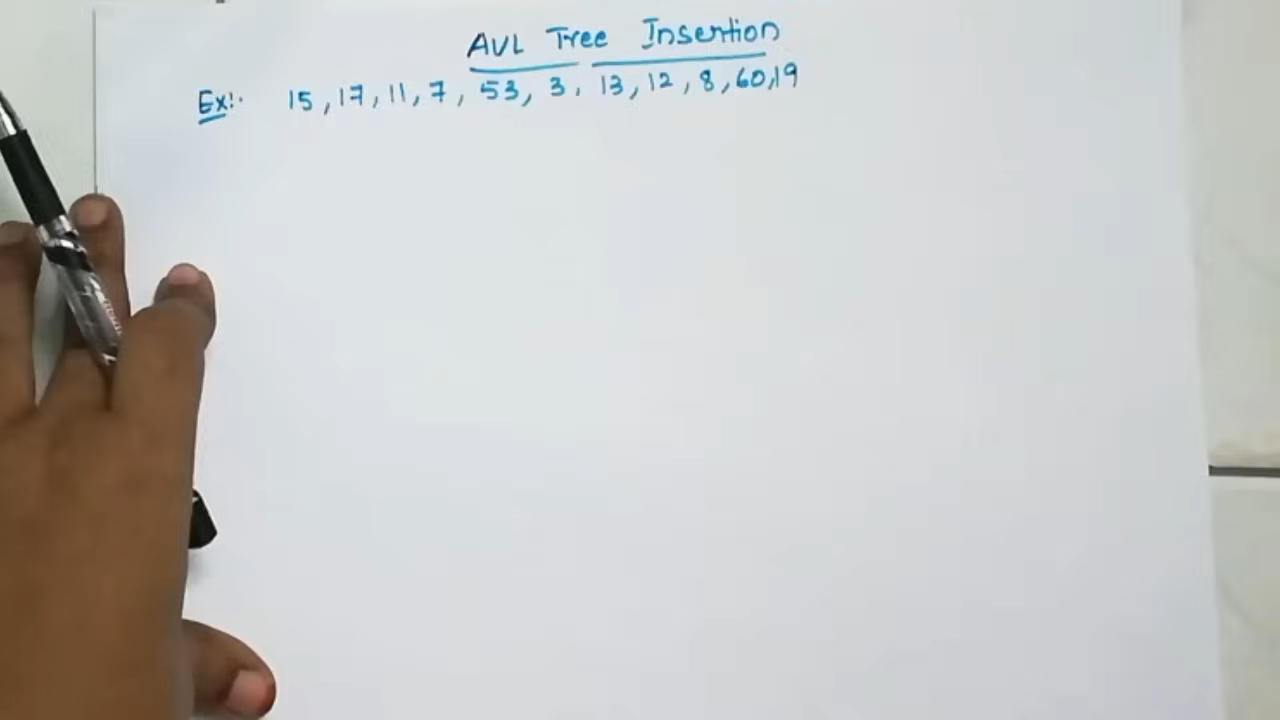 AVL Tree Insertion
Ex:- 15, 17, 11, 7, 53, 3, 13, 12, 8, 60, 19